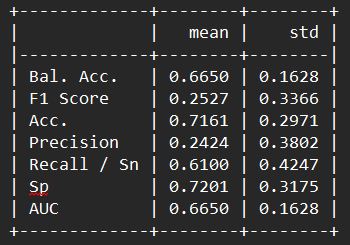 mean std
Bal. Acc. 0.6650 0.1628
F1 Score 0.2527 0.3366
Acc. 0.7161 0.2971
Precision 0.2424 0.3802
Recall / Sn 0.6100 0.4247
Sp 0.7201 0.3175
AUC 0.6650 0.1628